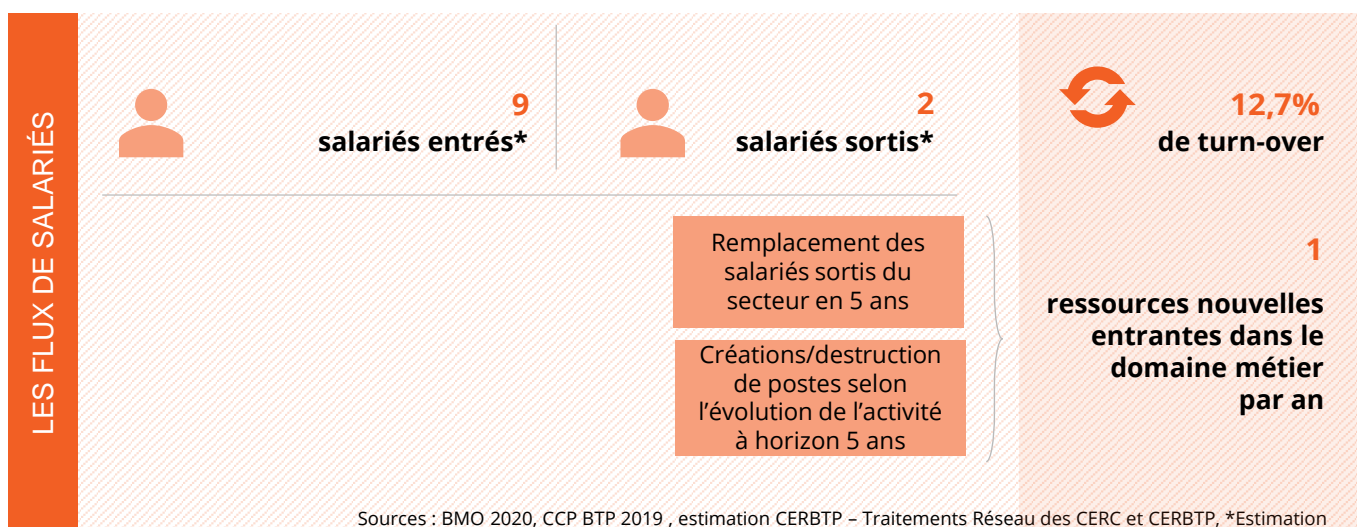 LES FLUX DE SALARIÉS
9
salariés entrés*
2
salariés sortis*
12,7%
de turn-over
Remplacement des
salariés sortis du
secteur en 5 ans
Créations/destruction
de postes selon
l’évolution de l’activité
à horizon 5 ans
1
ressources nouvelles
entrantes dans le
domaine métier
par an
Sources : BMO 2020, CCP BTP 2019 , estimation CERBTP – Traitements Réseau des CERC et CERBTP, *Estimation